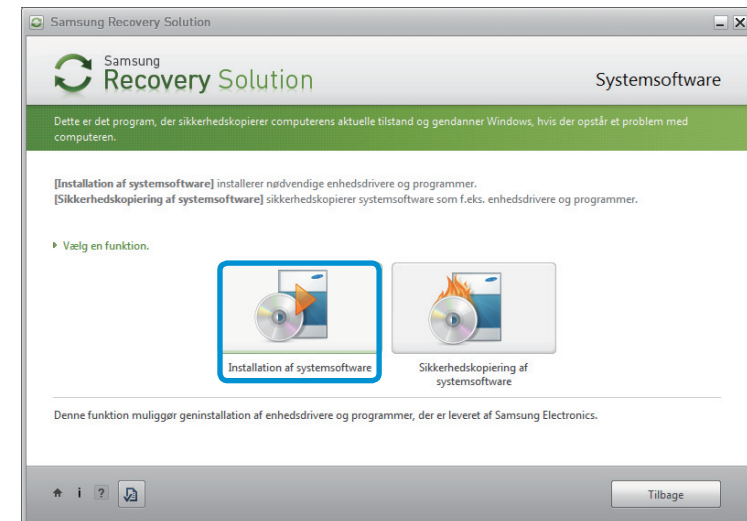 Samsung Recovery Solution
Samsung
Recovery Solution
Systemsoftware
Dette er det program, der sikkerhedskopierer computerens aktuelle tilstand og gendanner Windows, hvis der opstår et problem med
computeren.
[Installation af systemsoftware] installerer nødvendige enhedsdrivere og programmer.
[Sikkerhedskopiering af systemsoftware] sikkerhedskopierer systemsoftware som f.eks. enhedsdrivere og programmer.
Vælg en funktion.
Installation af systemsoftware
Sikkerhedskopiering af
systemsoftware
Denne funktion muliggør geninstallation af enhedsdrivere og programmer, der er leveret af Samsung Electronics.
i ?
Tilbage